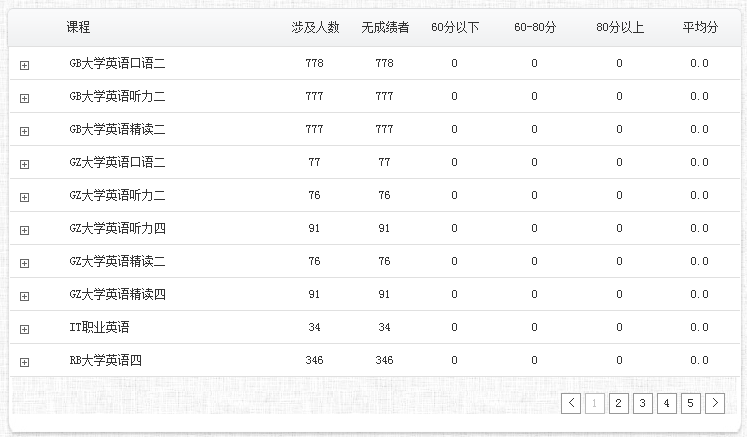 课程 涉及人数 无成绩者 60分以下 60-80分 80分以上 平均分
GB大学英语口语二 778 778 0 0 0 0.0
GB大学英语听力二 777 777 0 0 0 0.0
GB大学英语精读二 777 777 0 0 0 0.0
GZ大学英语口语二 77 77 0 0 0 0.0
GZ大学英语听力二 76 76 0 0 0 0.0
GZ大学英语听力四 91 91 0 0 0 0.0
GZ大学英语精读二 76 76 0 0 0 0.0
GZ大学英语精读四 91 91 0 0 0 0.0
IT职业英语 34 34 0 0 0 0.0
RB大学英语四 346 346 0 0 0 0.0
1 2 3 4 5